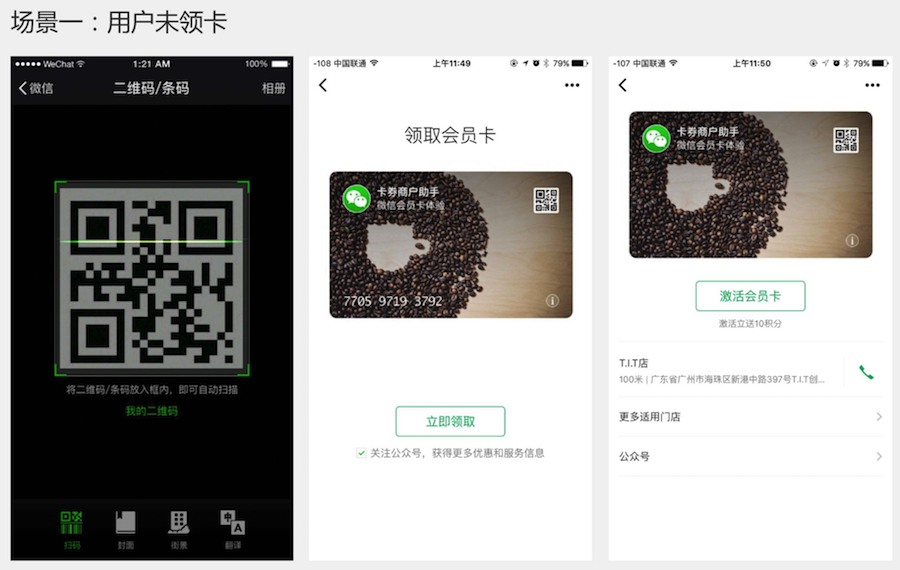 场景一：用户未领卡
WeChat 1:21 AM 100%
微信 二维码/条码 相册
将二维码/条码放入框内，即可自动扫描
我的二维码
扫码 封面 街景 翻译
-108 中国联通 上午11:49 79%
领取会员卡
卡券商户助手
微信会员卡体验
7705 9719 3792
立即领取
关注公众号，获得更多优惠和服务信息
-107 中国联通 上午11:50 79%
卡券商户助手
微信会员卡体验
激活会员卡
激活立送10积分
T.I.T店
100米 | 广东省广州市海珠区新港中路397号T.I.T创...
更多适用门店
公众号